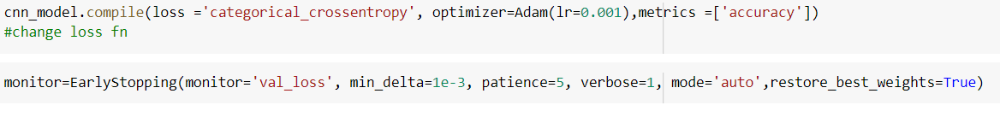 cnn_model.compile(loss ='categorical_crossentropy', optimizer=Adam(lr=0.001),metrics =['accuracy'])
#change loss fn
monitor=EarlyStopping(monitor='val_loss', min_delta=1e-3, patience=5, verbose=1, mode='auto',restore_best_weights=True)